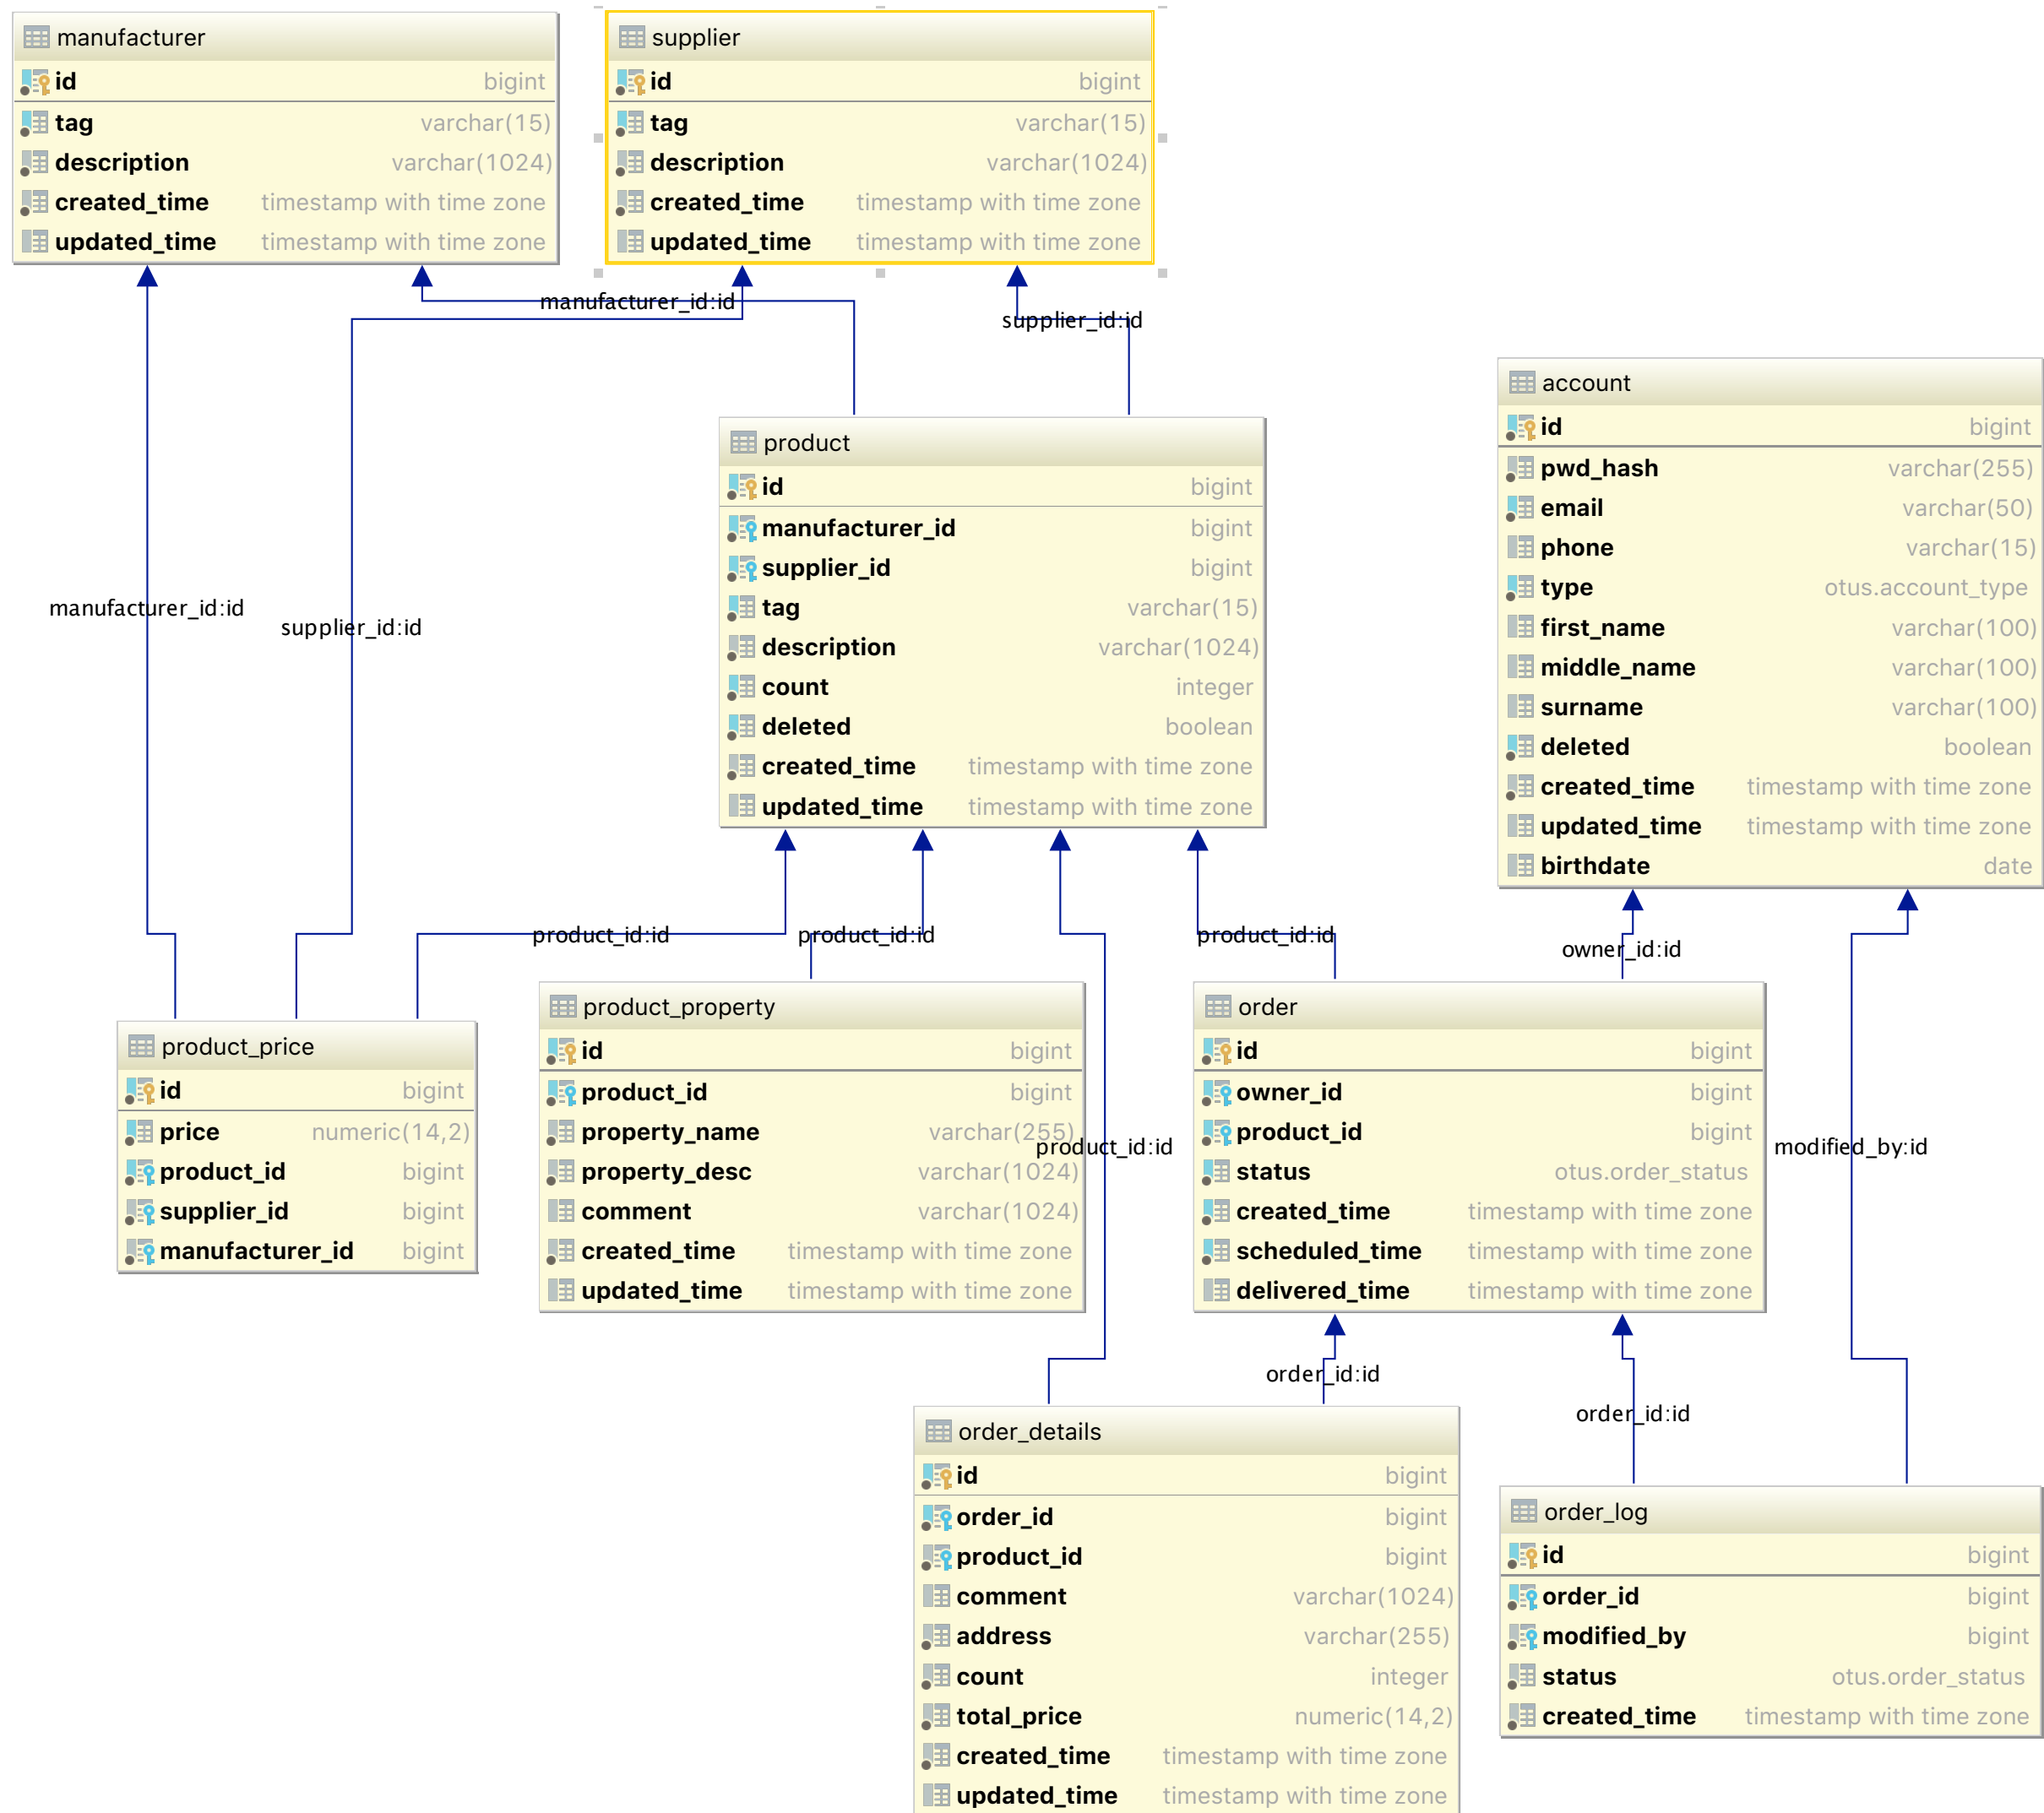 manufacturer
id bigint
tag varchar(15)
description varchar(1024)
created_time timestamp with time zone
updated_time timestamp with time zone
supplier
id bigint
tag varchar(15)
description varchar(1024)
created_time timestamp with time zone
updated_time timestamp with time zone
manufacturer_id:id
supplier_id:id
manufacturer_id:id
supplier_id:id
product
id bigint
manufacturer_id bigint
supplier_id bigint
tag varchar(15)
description varchar(1024)
count integer
deleted boolean
created_time timestamp with time zone
updated_time timestamp with time zone
account
id bigint
pwd_hash varchar(255)
email varchar(50)
phone varchar(15)
type otus.account_type
first_name varchar(100)
middle_name varchar(100)
surname varchar(100)
deleted boolean
created_time timestamp with time zone
updated_time timestamp with time zone
birthdate date
product_id:id
product_id:id
product_id:id
owner_id:id
product_price
id bigint
price numeric(14,2)
product_id bigint
supplier_id bigint
manufacturer_id bigint
product_property
id bigint
product_id bigint
property_name varchar(255)
property_desc varchar(1024)
comment varchar(1024)
created_time timestamp with time zone
updated_time timestamp with time zone
product_id:id
order
id bigint
owner_id bigint
product_id bigint
status otus.order_status
created_time timestamp with time zone
scheduled_time timestamp with time zone
delivered_time timestamp with time zone
modified_by:id
order_id:id
order_id:id
order_details
id bigint
order_id bigint
product_id bigint
comment varchar(1024)
address varchar(255)
count integer
total_price numeric(14,2)
created_time timestamp with time zone
updated_time timestamp with time zone
order_log
id bigint
order_id bigint
modified_by bigint
status otus.order_status
created_time timestamp with time zone